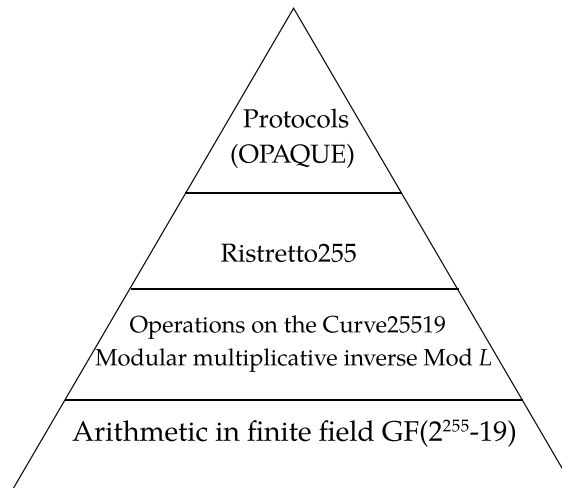 Protocols
(OPAQUE)
Ristretto255
Operations on the Curve25519
Modular multiplicative inverse Mod L
Arithmetic in finite field GF(2²⁵⁵-19)